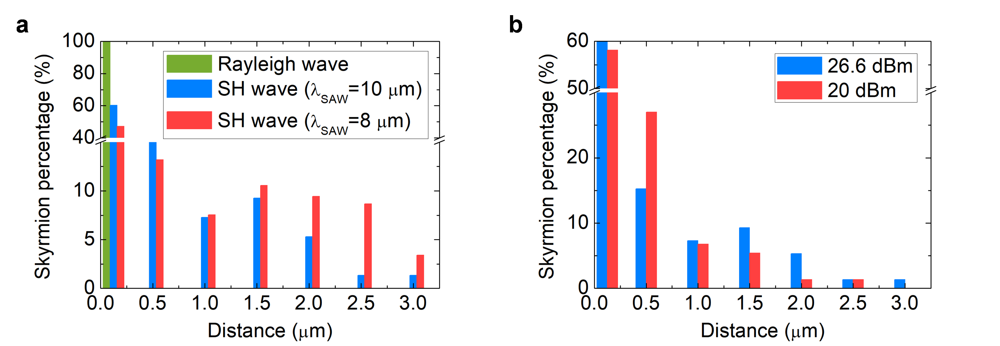 a
100
80
60
40
10
5
0
Skyrmion percentage (%)
Rayleigh wave
SH wave (λSAW=10 μm)
SH wave (λSAW=8 μm)
0.0 0.5 1.0 1.5 2.0 2.5 3.0
Distance (μm)
b
60
50
20
10
0
Skyrmion percentage (%)
26.6 dBm
20 dBm
0.0 0.5 1.0 1.5 2.0 2.5 3.0
Distance (μm)